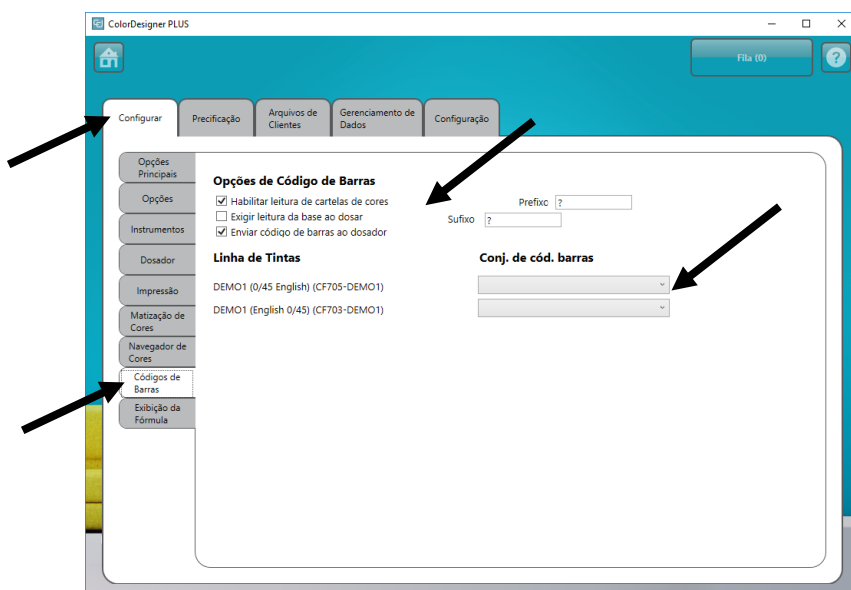 ColorDesigner PLUS
Fila (0)
?
Configurar
Precificação
Arquivos de
Clientes
Gerenciamento de
Dados
Configuração
Opções
Principais
Opções
Instrumentos
Dosador
Impressão
Matização de
Cores
Navegador de
Cores
Códigos de
Barras
Exibição da
Fórmula
Opções de Código de Barras
Habilitar leitura de cartelas de cores
Exigir leitura da base ao dosar
Enviar código de barras ao dosador
Prefixc ?
Sufixo ?
Linha de Tintas
Conj. de cód. barras
DEMO1 (0/45 English) (CF705-DEMO1)
DEMO1 (English 0/45) (CF703-DEMO1)